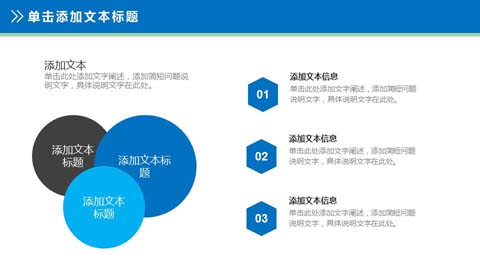 单击添加文本标题
添加文本
单击此处添加文字阐述，添加简短问题说
明文字，具体说明文字在此处。
添加文本
标题
添加文本标
题
添加文本
标题
01
添加文本信息
单击此处添加文字阐述，添加简短问题
说明文字，具体说明文字在此处。
02
添加文本信息
单击此处添加文字阐述，添加简短问题
说明文字，具体说明文字在此处。
03
添加文本信息
单击此处添加文字阐述，添加简短问题
说明文字，具体说明文字在此处。